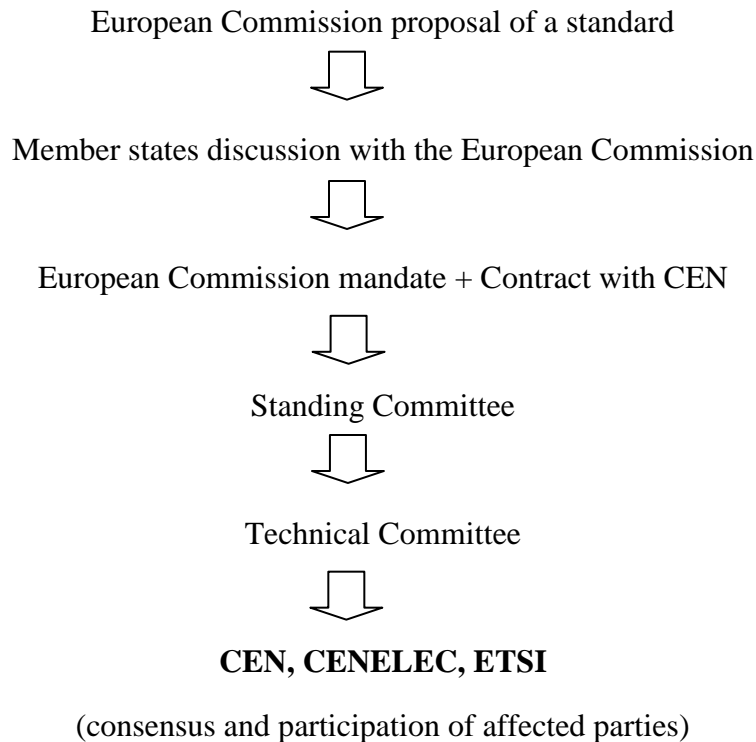 European Commission proposal of a standard
Member states discussion with the European Commission
European Commission mandate + Contract with CEN
Standing Committee
Technical Committee
CEN, CENELEC, ETSI
(consensus and participation of affected parties)